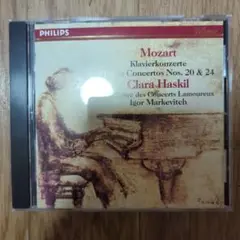 PHILIPS
Mozart
Klavierkonzerte
Concertos Nos. 20 & 24
Clara Haskil
des Concerts Lamoureux
Igor Markevitch